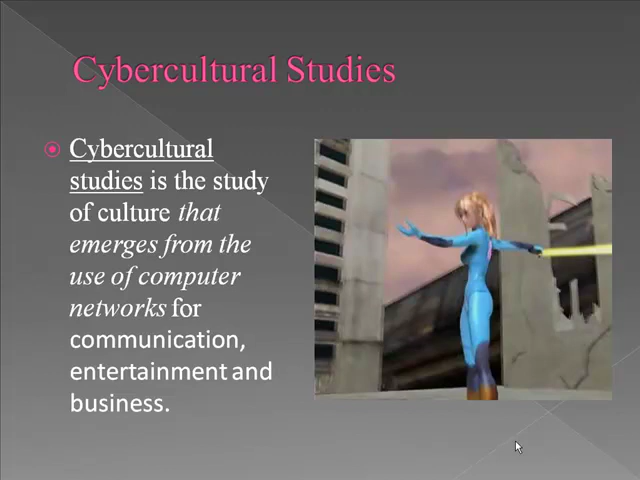 Cybercultural Studies
Cybercultural
studies is the study
of culture that
emerges from the
use of computer
networks for
communication,
entertainment and
business.